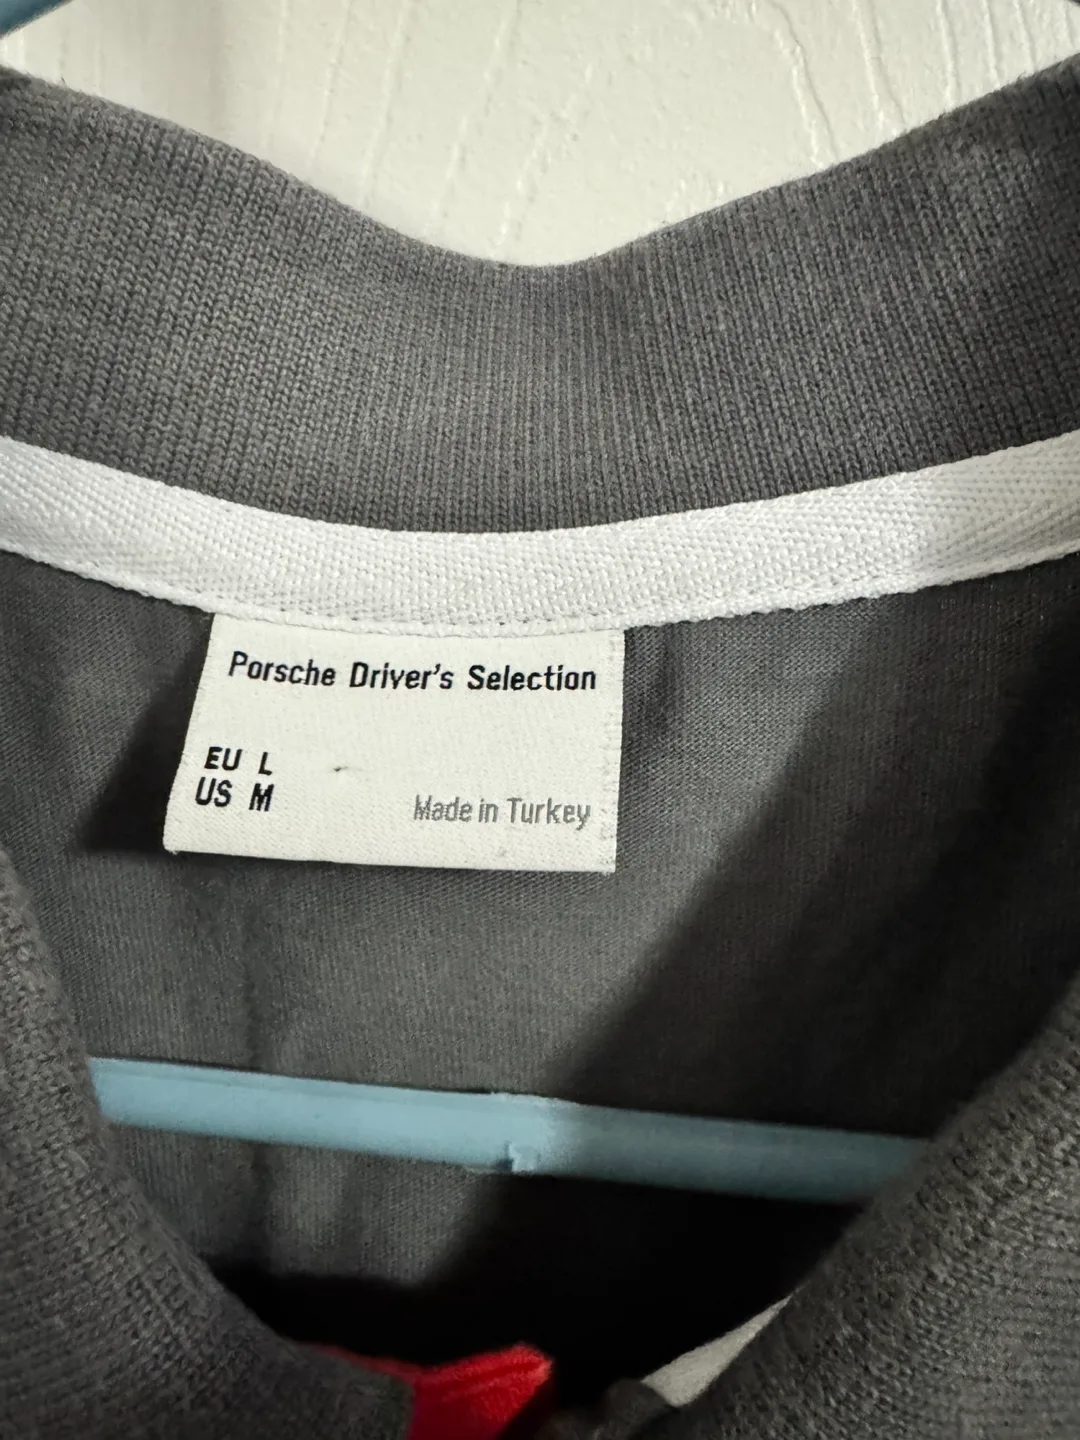 Porsche Driver's Selection
EU L
US M
Made in Turkey